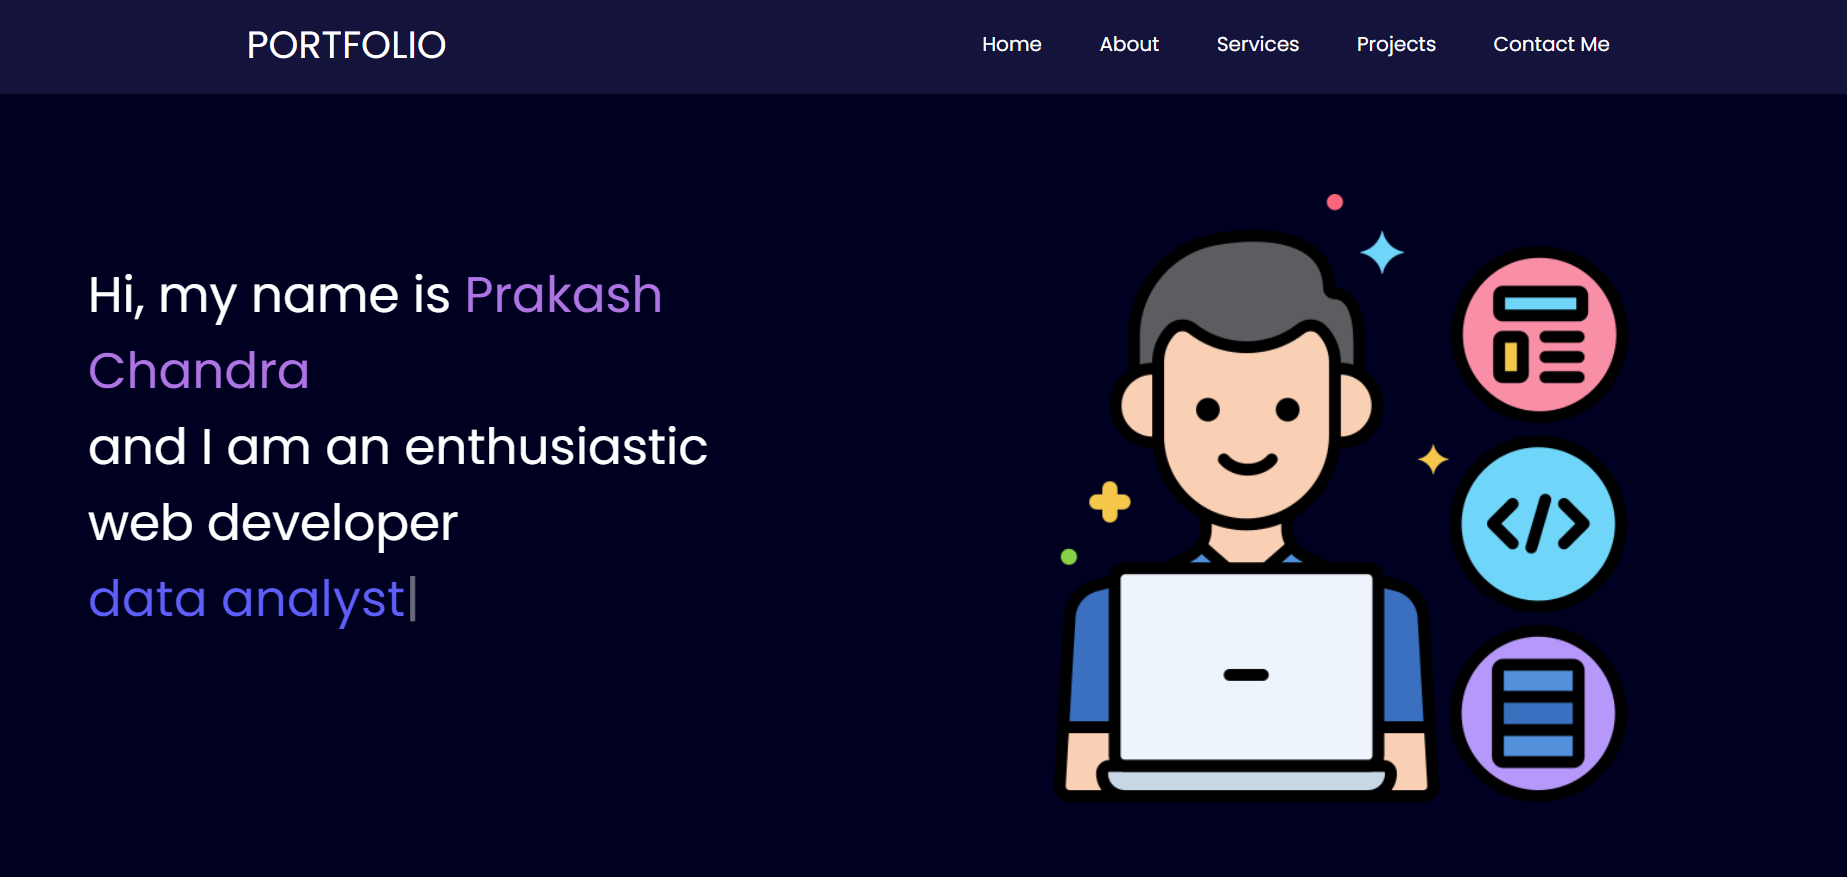 PORTFOLIO
Home About Services Projects Contact Me
Hi, my name is Prakash
Chandra
and I am an enthusiastic
web developer
data analyst|